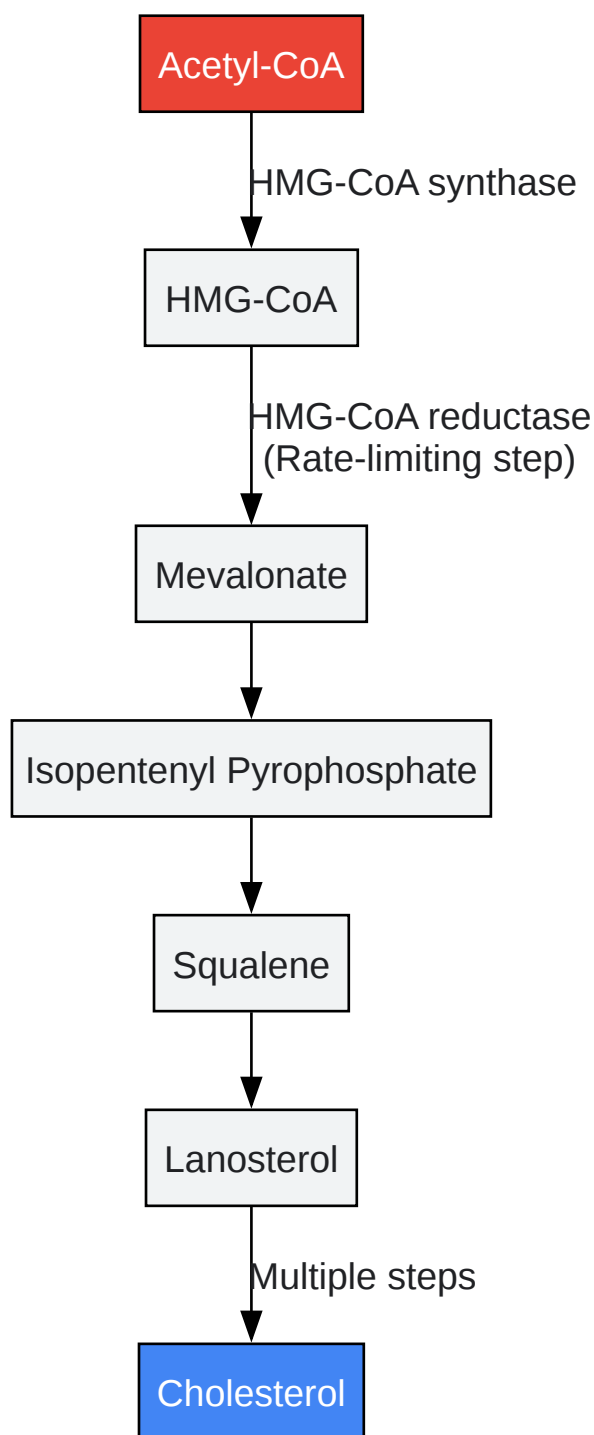 Acetyl-CoA
HMG-CoA synthase
HMG-CoA
HMG-CoA reductase
(Rate-limiting step)
Mevalonate
Isopentenyl Pyrophosphate
Squalene
Lanosterol
Multiple steps
Cholesterol